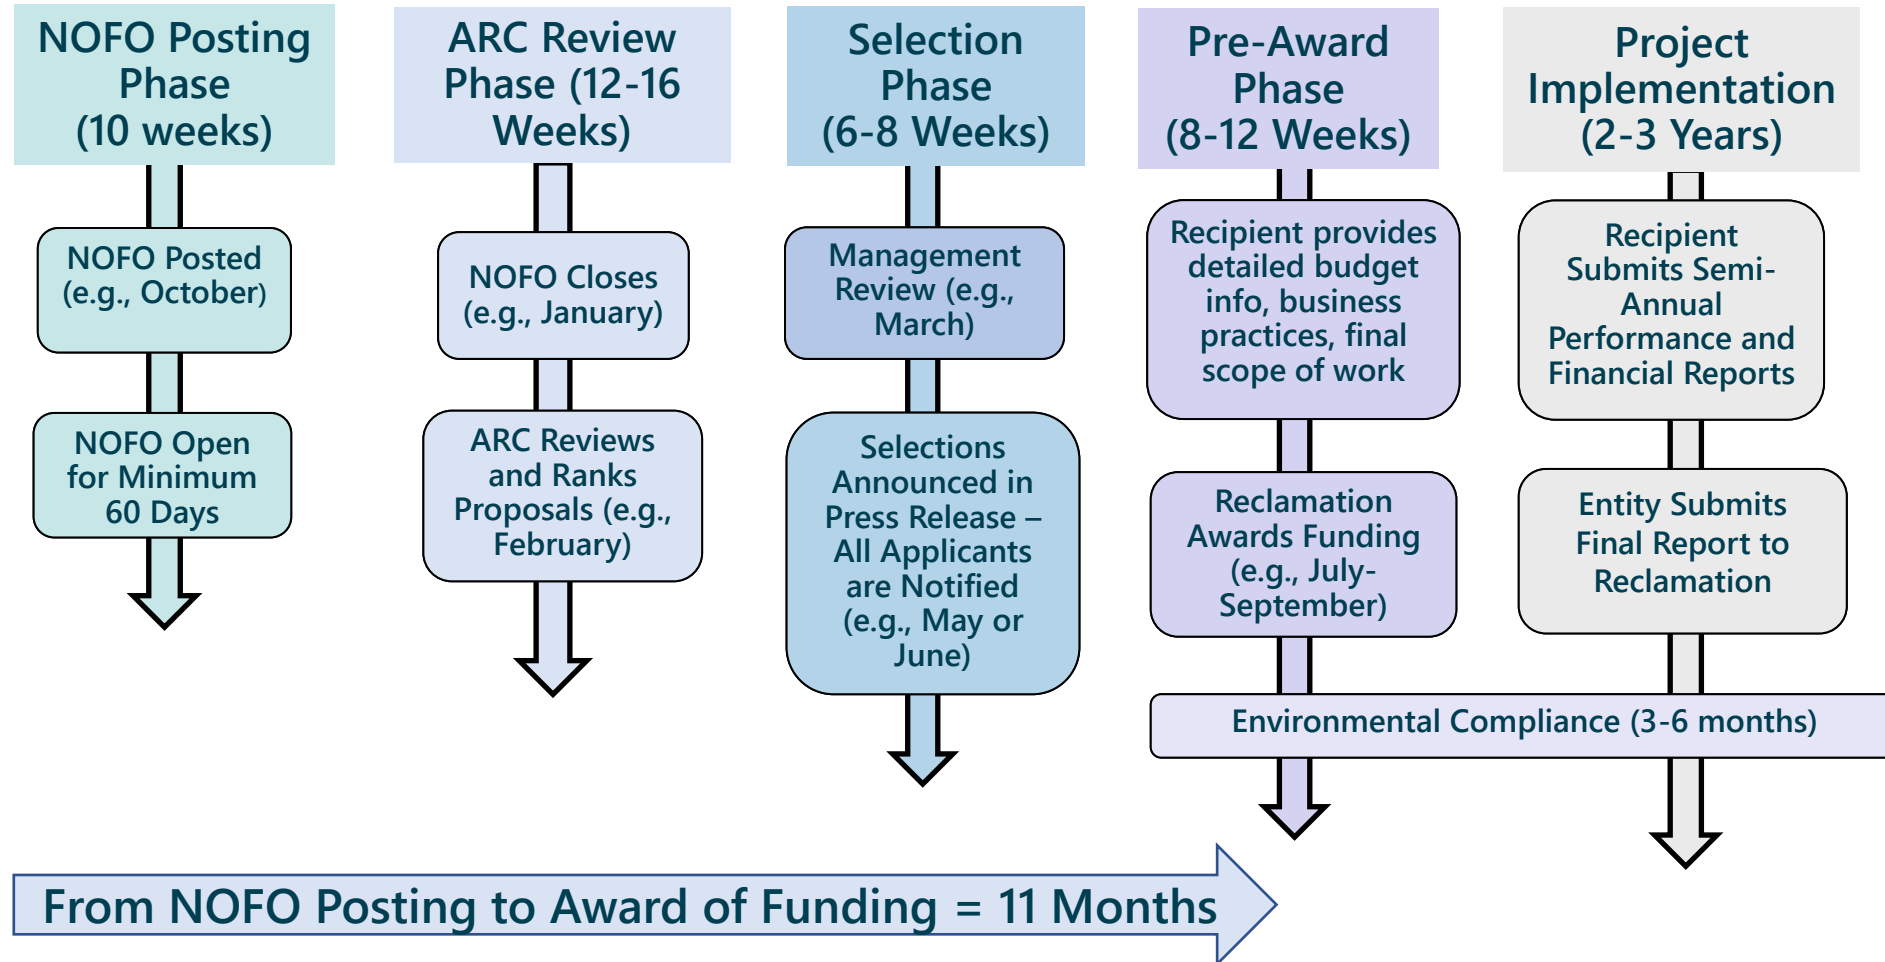 NOFO Posting
Phase
(10 weeks)
NOFO Posted
(e.g., October)
NOFO Open
for Minimum
60 Days
ARC Review
Phase (12-16
Weeks)
NOFO Closes
(e.g., January)
ARC Reviews
and Ranks
Proposals (e.g.,
February)
Selection
Phase
(6-8 Weeks)
Management
Review (e.g.,
March)
Selections
Announced in
Press Release –
All Applicants
are Notified
(e.g., May or
June)
Pre-Award
Phase
(8-12 Weeks)
Recipient provides
detailed budget
info, business
practices, final
scope of work
Reclamation
Awards Funding
(e.g., July-
September)
Project
Implementation
(2-3 Years)
Recipient
Submits Semi-
Annual
Performance and
Financial Reports
Entity Submits
Final Report to
Reclamation
Environmental Compliance (3-6 months)
From NOFO Posting to Award of Funding = 11 Months